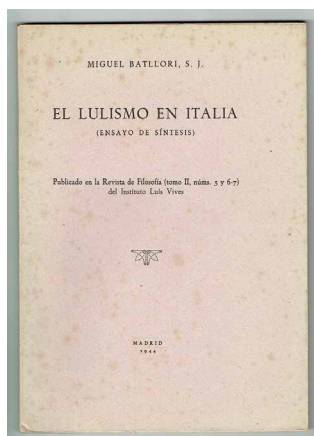 MIGUEL BATLLORI, S. J.
EL LULISMO EN ITALIA
(ENSAYO DE SÍNTESIS)
Publicado en la Revista de Filosofía (tomo II, núms. 5 y 6-7)
del Instituto Luis Vives
MADRID
1944